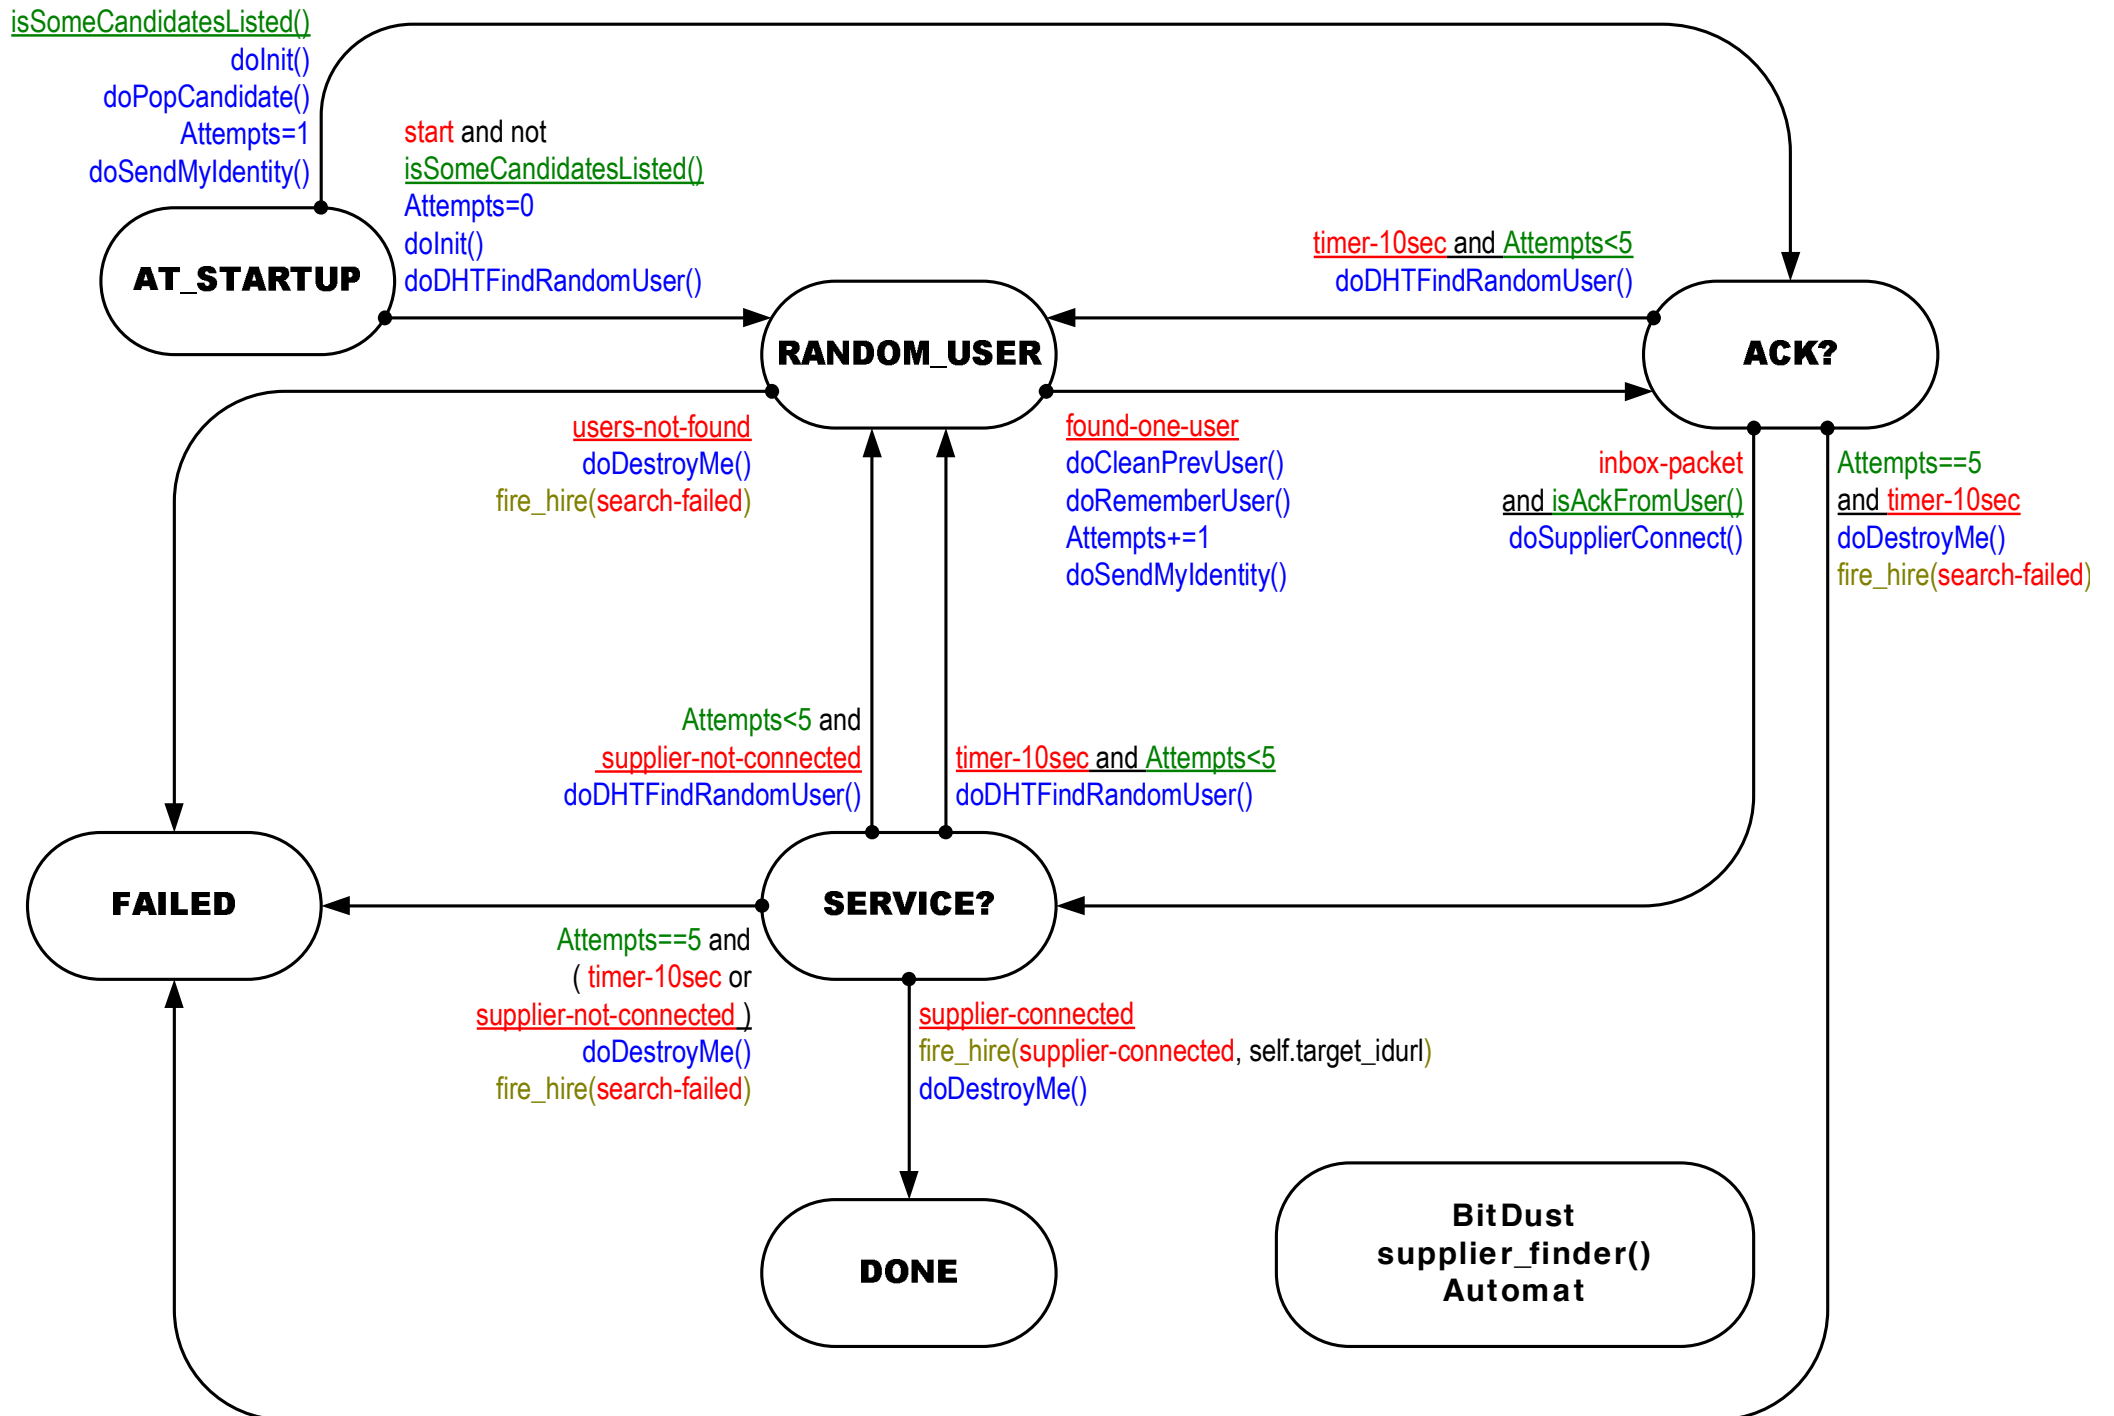 isSomeCandidatesListed()
doInit()
doPopCandidate()
Attempts=1
doSendMyIdentity()
start and not
isSomeCandidatesListed()
Attempts=0
doInit()
doDHTFindRandomUser()
timer-10sec and Attempts<5
doDHTFindRandomUser()
AT_STARTUP
RANDOM_USER
ACK?
users-not-found
doDestroyMe()
fire_hire(search-failed)
found-one-user
doCleanPrevUser()
doRememberUser()
Attempts+=1
doSendMyIdentity()
inbox-packet
and isAckFromUser()
doSupplierConnect()
Attempts==5
and timer-10sec
doDestroyMe()
fire_hire(search-failed)
Attempts<5 and
supplier-not-connected
doDHTFindRandomUser()
timer-10sec and Attempts<5
doDHTFindRandomUser()
FAILED
SERVICE?
Attempts==5 and
( timer-10sec or
supplier-not-connected )
doDestroyMe()
fire_hire(search-failed)
supplier-connected
fire_hire(supplier-connected, self.target_idurl)
doDestroyMe()
DONE
BitDust
supplier_finder()
Automat